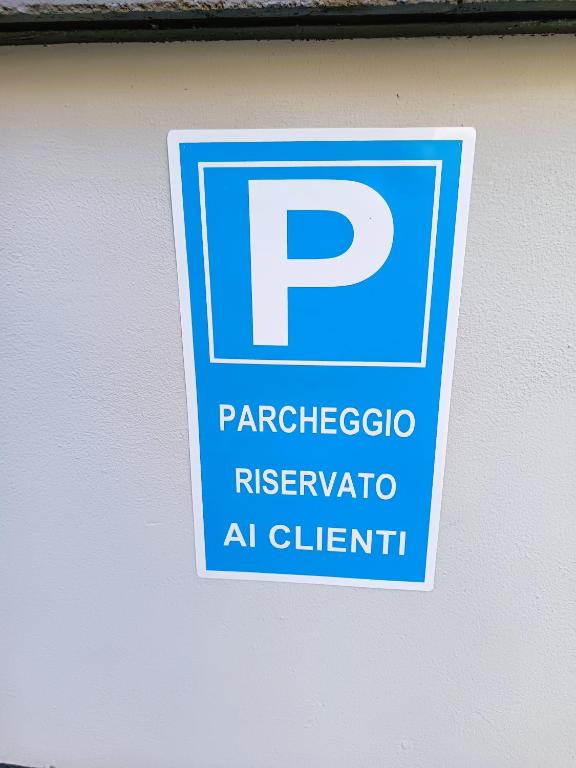 P
PARCHEGGIO
RISERVATO
AI CLIENTI